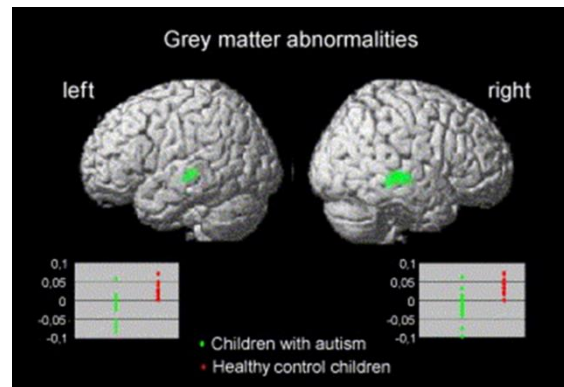 Grey matter abnormalities
left
right
0,1
0,05
0
-0,05
-0,1
0,1
0,05
0
-0,05
-0,1
Children with autism
Healthy control children